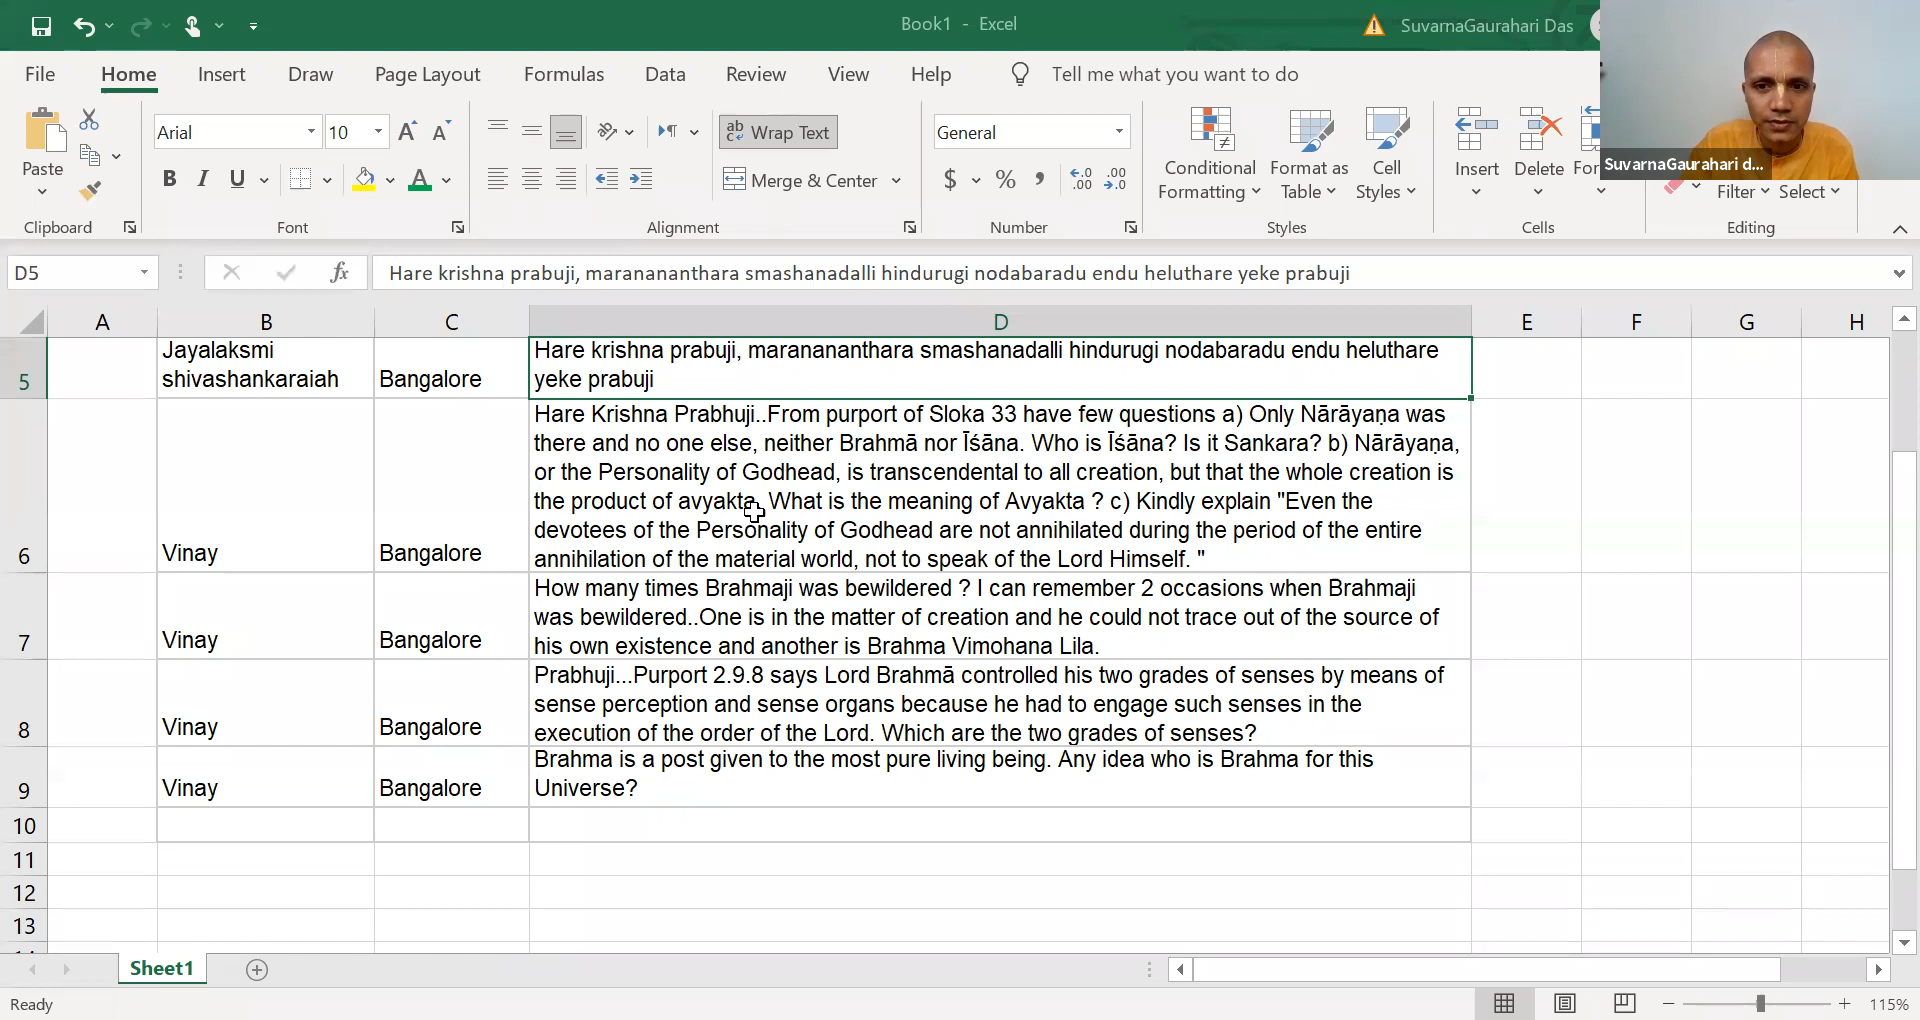 Book1 - Excel
SuvarnaGaurahari Das
File Home Insert Draw Page Layout Formulas Data Review View Help Tell me what you want to do
Arial 10
ab Wrap Text
General
Paste
B I U
Merge & Center
$ % ,
Conditional Formatting
Format as Table
Cell Styles
Insert Delete
SuvarnaGaurahari d...
Filter Select
Clipboard Font Alignment Number Styles Cells Editing
D5
fx
Hare krishna prabuji, maranananthara smashanadalli hindurugi nodabaradu endu heluthare yeke prabuji
A B C D E F G H
5
Jayalaksmi
shivashankaraiah
Bangalore
Hare krishna prabuji, maranananthara smashanadalli hindurugi nodabaradu endu heluthare
yeke prabuji
6
Vinay
Bangalore
Hare Krishna Prabhuji..From purport of Sloka 33 have few questions a) Only Nārāyaṇa was
there and no one else, neither Brahmā nor Īśāna. Who is Īśāna? Is it Sankara? b) Nārāyaṇa,
or the Personality of Godhead, is transcendental to all creation, but that the whole creation is
the product of avyakta. What is the meaning of Avyakta ? c) Kindly explain "Even the
devotees of the Personality of Godhead are not annihilated during the period of the entire
annihilation of the material world, not to speak of the Lord Himself. "
7
Vinay
Bangalore
How many times Brahmaji was bewildered ? I can remember 2 occasions when Brahmaji
was bewildered..One is in the matter of creation and he could not trace out of the source of
his own existence and another is Brahma Vimohana Lila.
8
Vinay
Bangalore
Prabhuji...Purport 2.9.8 says Lord Brahmā controlled his two grades of senses by means of
sense perception and sense organs because he had to engage such senses in the
execution of the order of the Lord. Which are the two grades of senses?
9
Vinay
Bangalore
Brahma is a post given to the most pure living being. Any idea who is Brahma for this
Universe?
10
11
12
13
Sheet1
Ready
115%